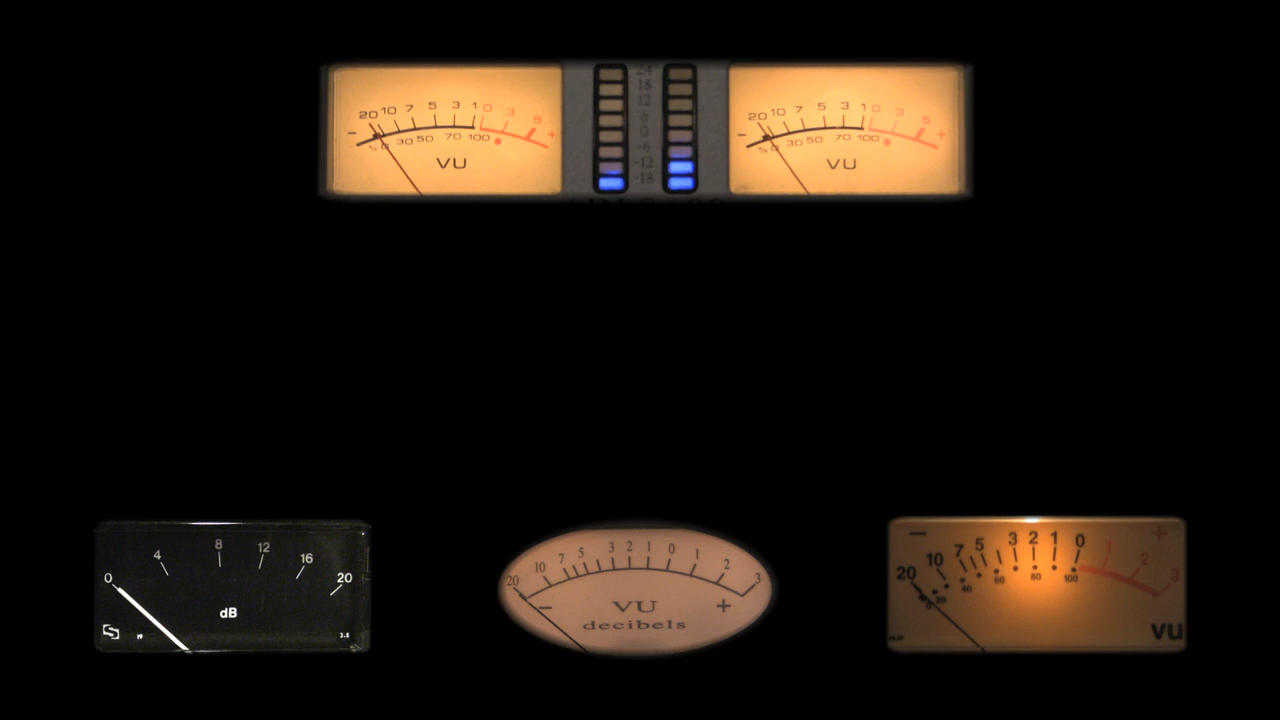 20 10 7 5 3 1 0 3 5
- +
% 0 30 50 70 100
VU
24
18
12
6
0
-6
-12
-18
20 10 7 5 3 1 0 3 5
- +
% 0 30 50 70 100
VU
0 4 8 12 16 20
dB
20 10 7 5 3 2 1 0 1 2 3
- +
VU
decibels
- +
20 10 7 5 3 2 1 0 1 2 3
0 20 40 60 80 100
VU